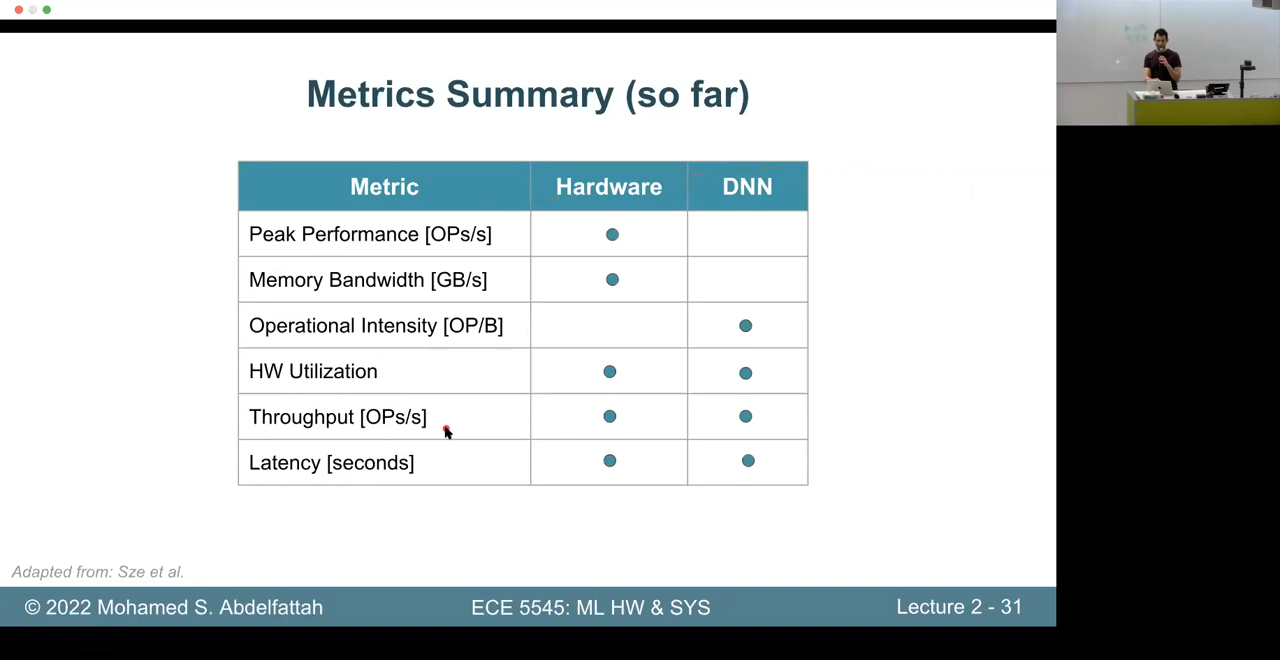 Metrics Summary (so far)
Metric Hardware DNN
Peak Performance [OPs/s]
Memory Bandwidth [GB/s]
Operational Intensity [OP/B]
HW Utilization
Throughput [OPs/s]
Latency [seconds]
Adapted from: Sze et al.
© 2022 Mohamed S. Abdelfattah ECE 5545: ML HW & SYS Lecture 2 - 31